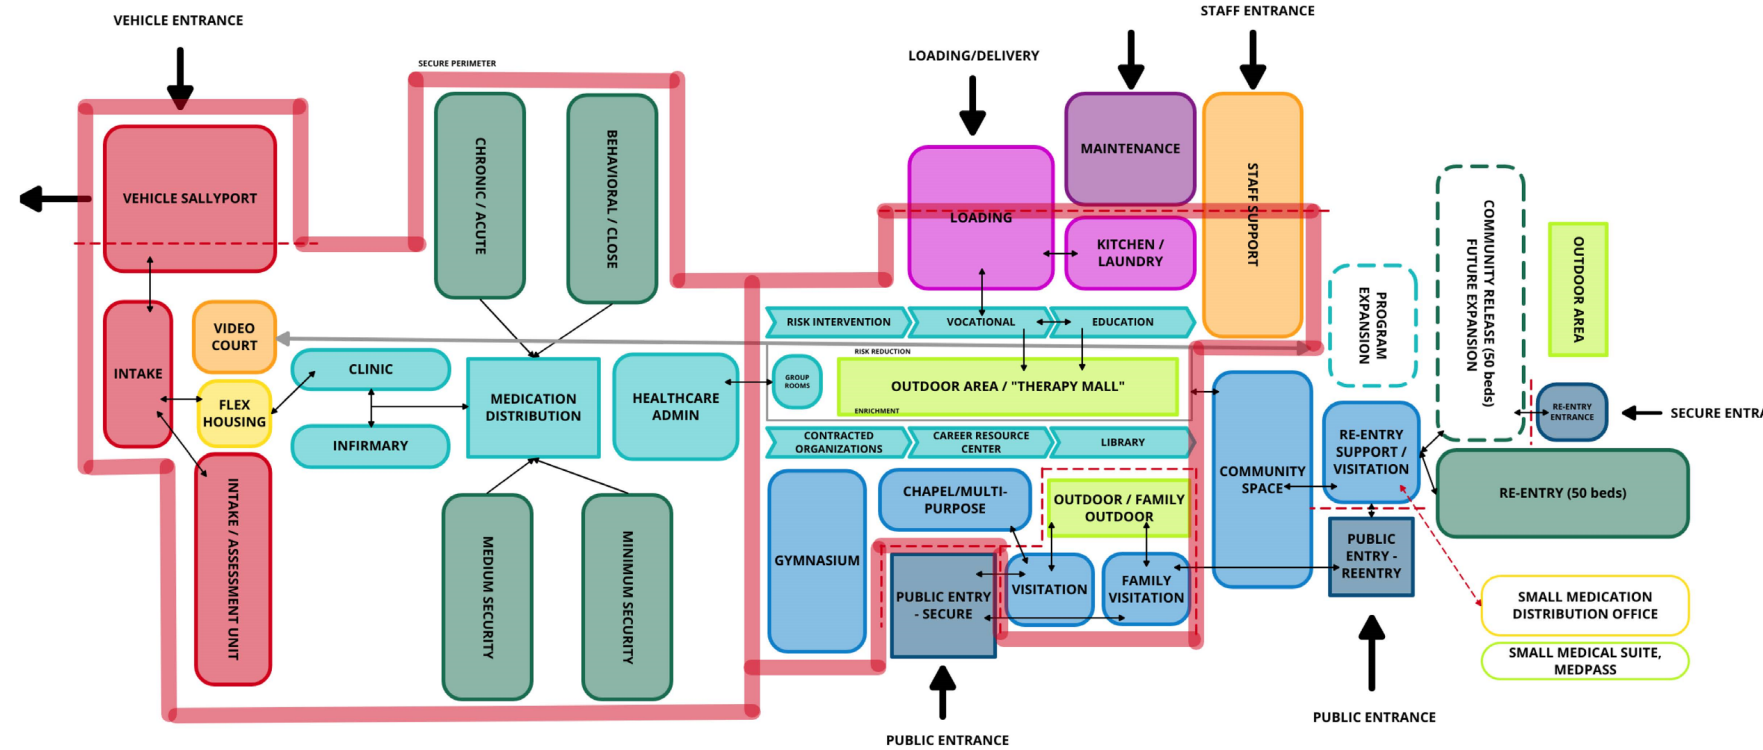 VEHICLE ENTRANCE
STAFF ENTRANCE
LOADING/DELIVERY
SECURE PERIMETER
CHRONIC / ACUTE
BEHAVIORAL / CLOSE
MAINTENANCE
STAFF SUPPORT
VEHICLE SALLYPORT
LOADING
KITCHEN /
LAUNDRY
COMMUNITY RELEASE (50 beds)
FUTURE EXPANSION
OUTDOOR AREA
PROGRAM
EXPANSION
VIDEO
COURT
RISK INTERVENTION
VOCATIONAL
EDUCATION
RISK REDUCTION
INTAKE
CLINIC
MEDICATION
DISTRIBUTION
HEALTHCARE
ADMIN
GROUP
ROOMS
OUTDOOR AREA / "THERAPY MALL"
ENRICHMENT
FLEX
HOUSING
INFIRMARY
CONTRACTED
ORGANIZATIONS
CAREER RESOURCE
CENTER
LIBRARY
RE-ENTRY
ENTRANCE
SECURE ENTRA
RE-ENTRY
SUPPORT /
VISITATION
COMMUNITY
SPACE
RE-ENTRY (50 beds)
INTAKE / ASSESSMENT UNIT
MEDIUM SECURITY
MINIMUM SECURITY
GYMNASIUM
CHAPEL/MULTI-
PURPOSE
OUTDOOR / FAMILY
OUTDOOR
PUBLIC ENTRY
- SECURE
VISITATION
FAMILY
VISITATION
PUBLIC
ENTRY -
REENTRY
SMALL MEDICATION
DISTRIBUTION OFFICE
SMALL MEDICAL SUITE,
MEDPASS
PUBLIC ENTRANCE
PUBLIC ENTRANCE